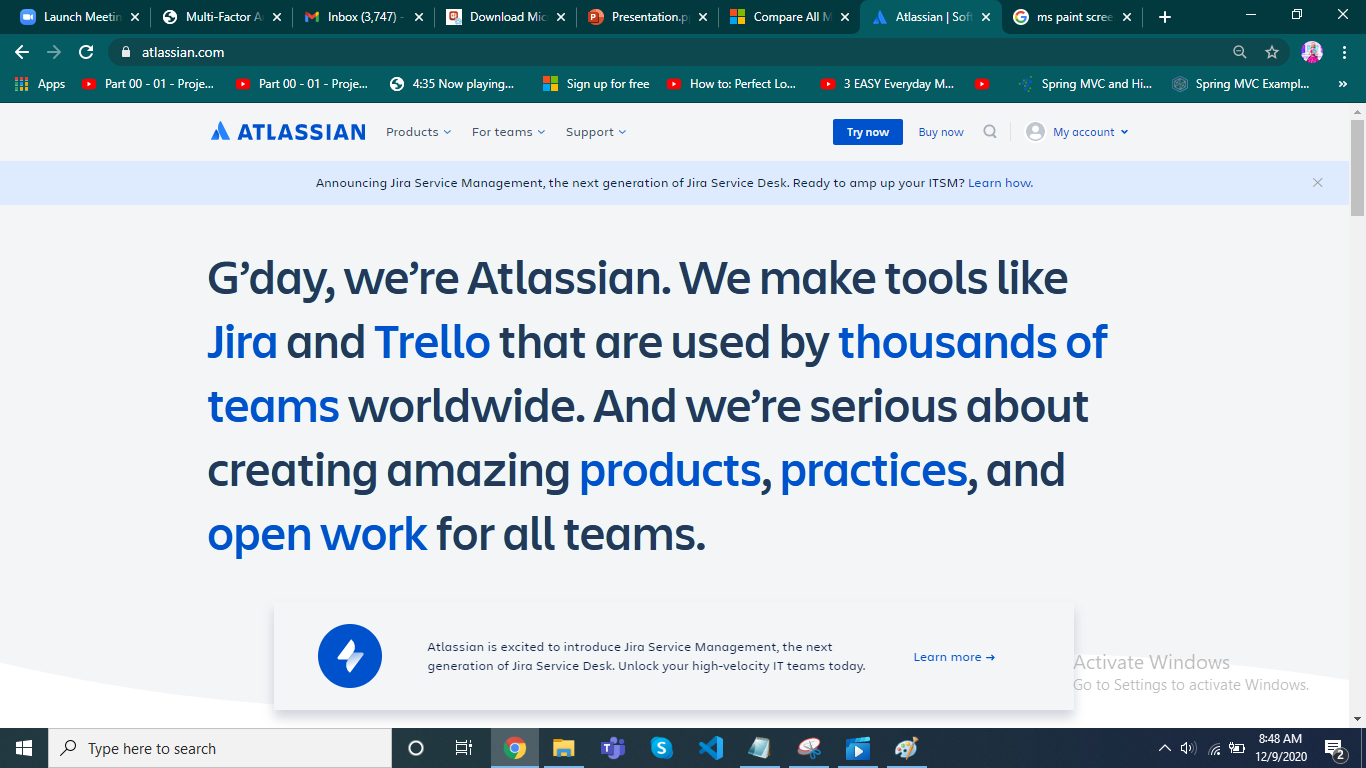 Launch Meetin
Multi-Factor A
Inbox (3,747) -
Download Mic
Presentation.p
Compare All M
Atlassian | Soft
ms paint scree
atlassian.com
Apps
Part 00 - 01 - Proje...
Part 00 - 01 - Proje...
4:35 Now playing...
Sign up for free
How to: Perfect Lo...
3 EASY Everyday M...
Spring MVC and Hi...
Spring MVC Exampl...
ATLASSIAN
Products
For teams
Support
Try now
Buy now
My account
Announcing Jira Service Management, the next generation of Jira Service Desk. Ready to amp up your ITSM? Learn how.
G’day, we’re Atlassian. We make tools like
Jira and Trello that are used by thousands of
teams worldwide. And we’re serious about
creating amazing products, practices, and
open work for all teams.
Atlassian is excited to introduce Jira Service Management, the next
generation of Jira Service Desk. Unlock your high-velocity IT teams today.
Learn more →
Activate Windows
Go to Settings to activate Windows.
Type here to search
8:48 AM
12/9/2020
2